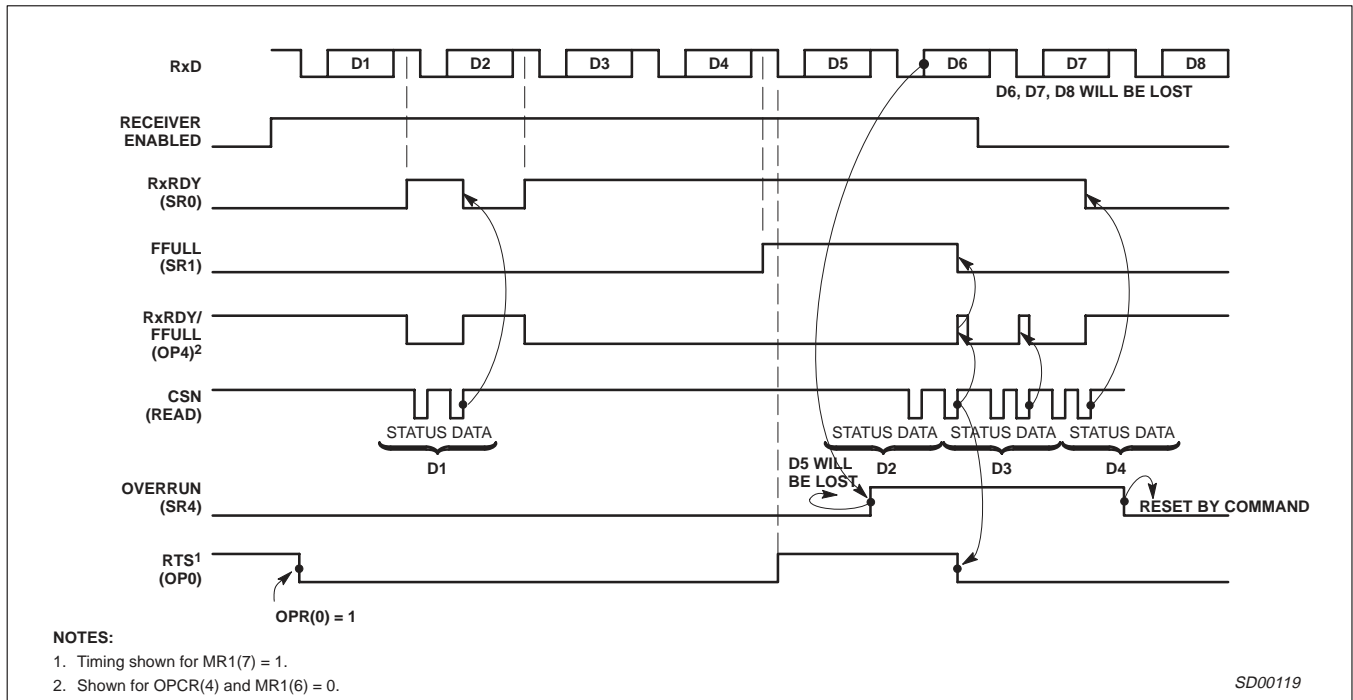 RxD
D1 D2 D3 D4 D5 D6 D7 D8
D6, D7, D8 WILL BE LOST
RECEIVER
ENABLED
RxRDY
(SR0)
FFULL
(SR1)
RxRDY/
FFULL
(OP4)2
CSN
(READ)
STATUS DATA STATUS DATA STATUS DATA STATUS DATA
D1 D2 D3 D4
D5 WILL
BE LOST
OVERRUN
(SR4)
RESET BY COMMAND
RTS1
(OP0)
OPR(0) = 1
NOTES:
1. Timing shown for MR1(7) = 1.
2. Shown for OPCR(4) and MR1(6) = 0.
SD00119